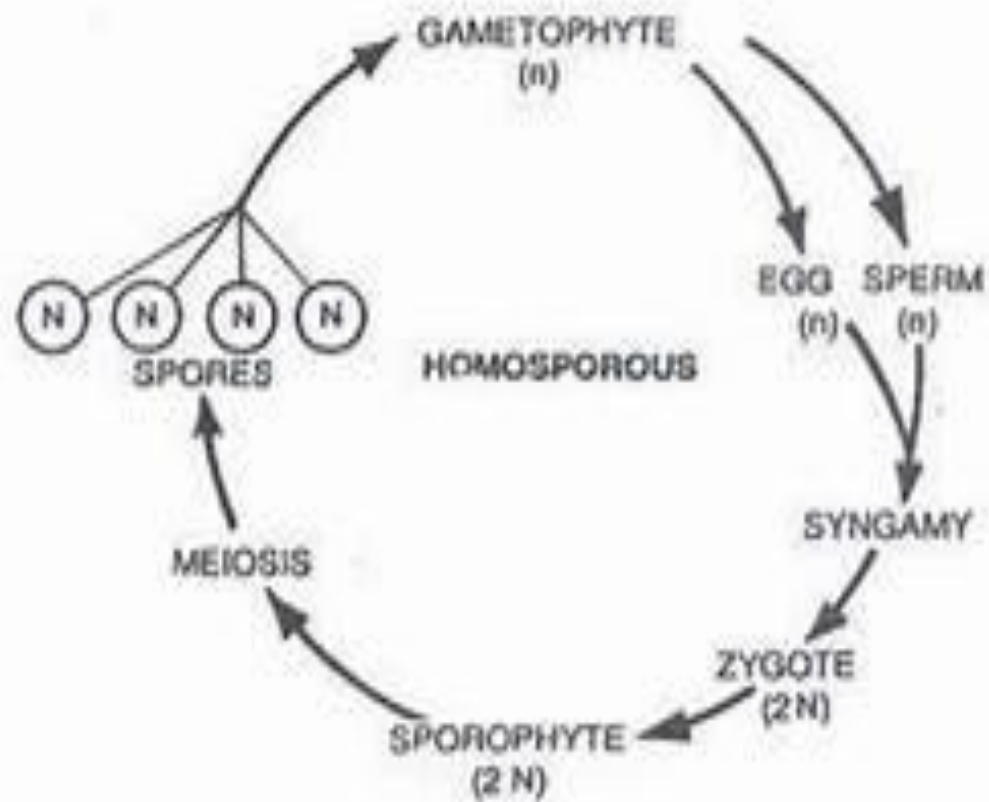 GAMETOPHYTE
(n)
EGG SPERM
(n) (n)
N N N N
SPORES
HOMOSPOROUS
SYNGAMY
MEIOSIS
ZYGOTE
(2N)
SPOROPHYTE
(2 N)